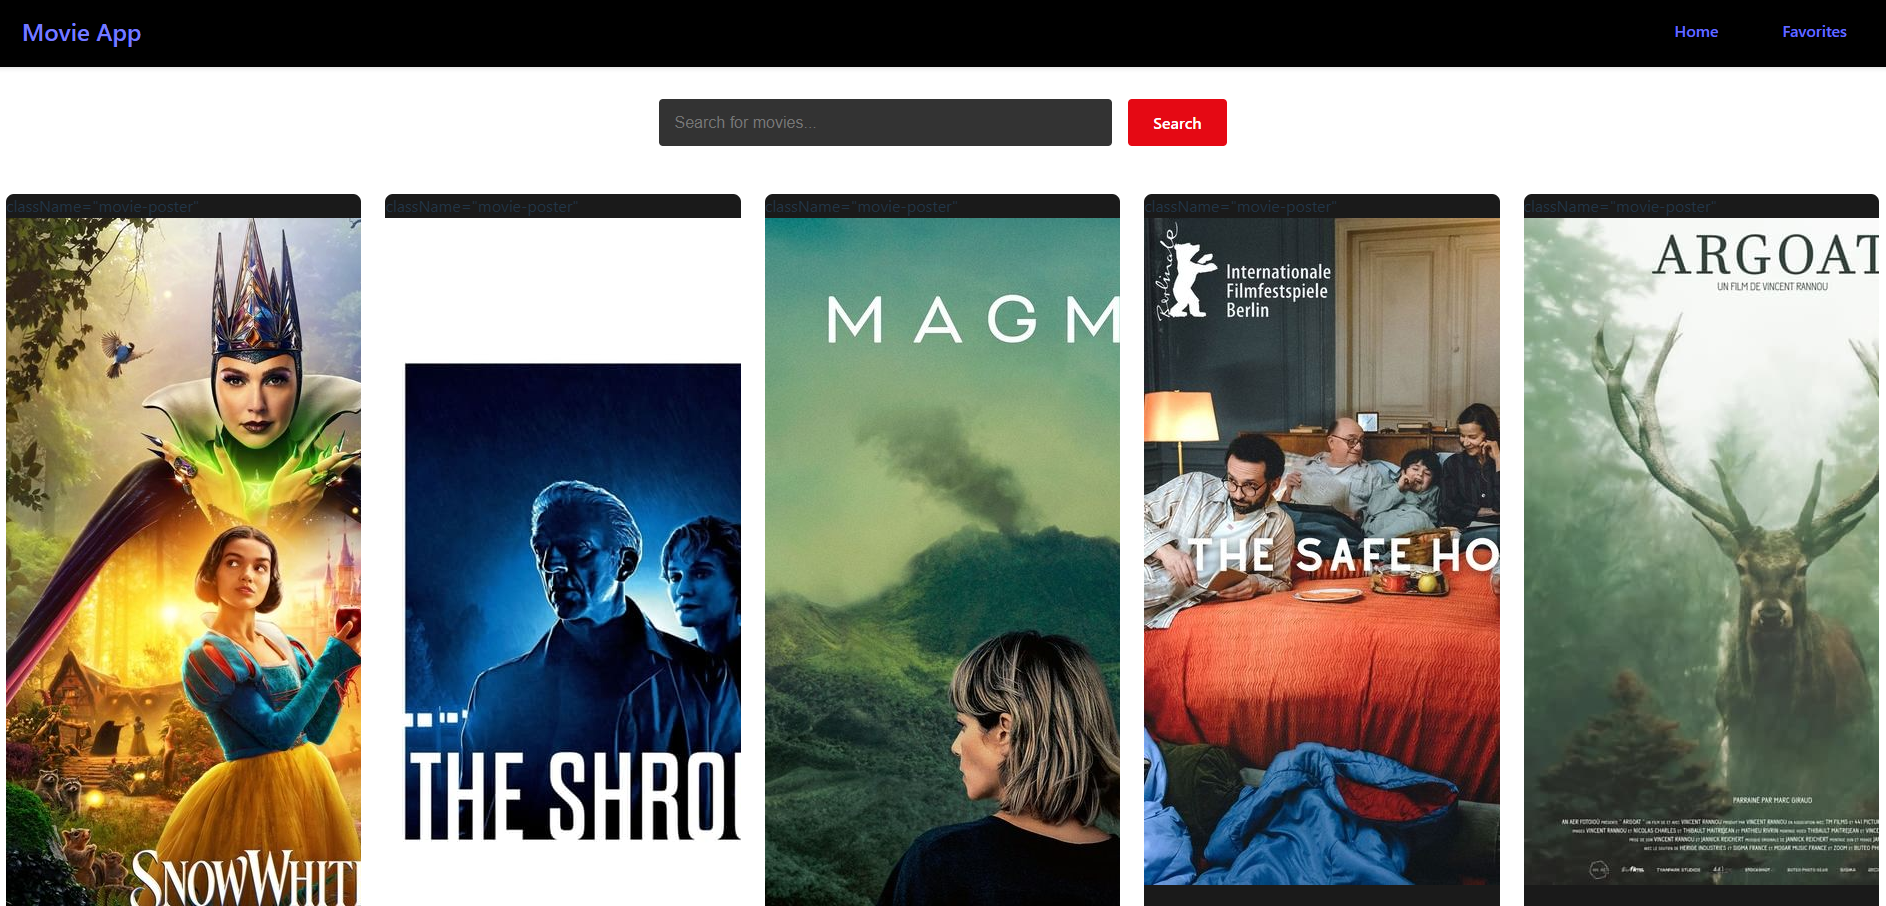 Movie App
Home
Favorites
Search for movies...
Search
className="movie-poster"
className="movie-poster"
className="movie-poster"
className="movie-poster"
className="movie-poster"
SNOWWHIT
THE SHRO
MAGM
Berlinale
Internationale
Filmfestspiele
Berlin
THE SAFE HO
ARGOAT
UN FILM DE VINCENT RANNOU
PARRAINÉ PAR MARC GIRAUD